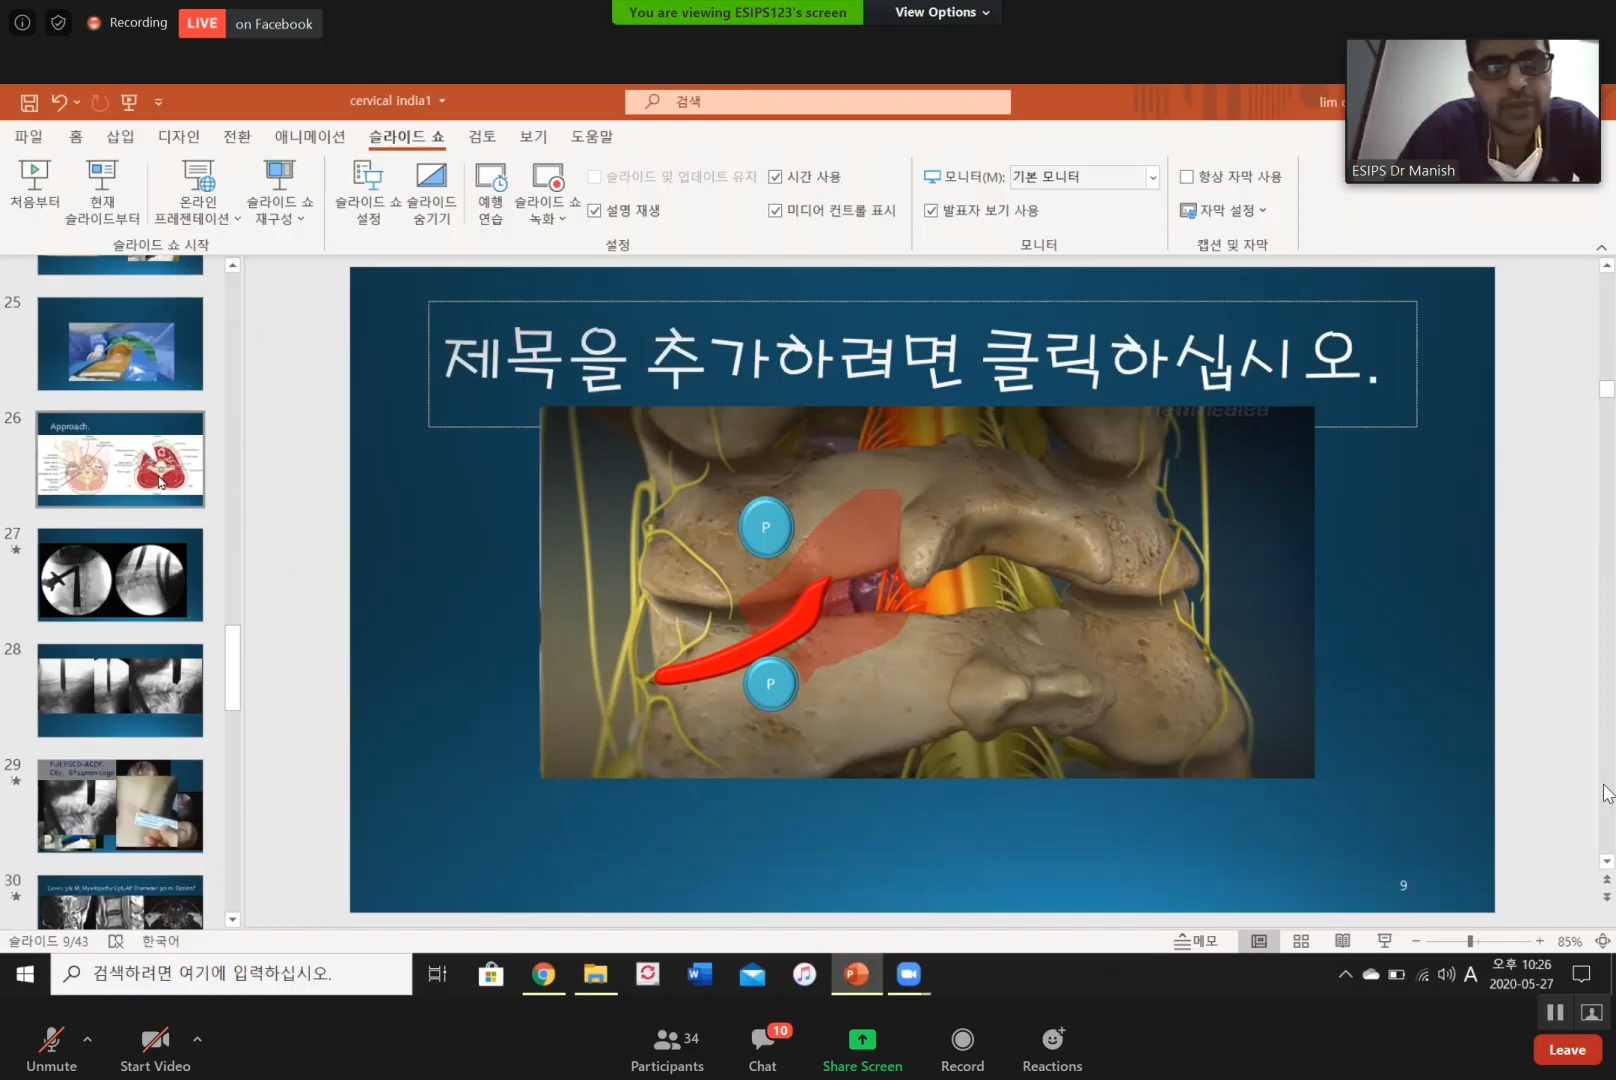 Recording
LIVE on Facebook
You are viewing ESIPS123's screen
View Options
ESIPS Dr Manish
cervical india1
검색
lim
파일 홈 삽입 디자인 전환 애니메이션 슬라이드 쇼 검토 보기 도움말
처음부터
현재
슬라이드부터
온라인
프레젠테이션
슬라이드 쇼
재구성
슬라이드 쇼 시작
슬라이드 쇼
설정
슬라이드
숨기기
예행
연습
슬라이드 쇼
녹화
슬라이드 및 업데이트 유지
시간 사용
설명 재생
미디어 컨트롤 표시
설정
모니터(M): 기본 모니터
발표자 보기 사용
모니터
항상 자막 사용
자막 설정
캡션 및 자막
25
26
Approach.
27
28
29
Full PSCD-ACDF.
30
제목을 추가하려면 클릭하십시오.
P
P
9
슬라이드 9/43
한국어
메모
85%
검색하려면 여기에 입력하십시오.
A
오후 10:26
2020-05-27
Unmute
Start Video
34
Participants
10
Chat
Share Screen
Record
Reactions
Leave